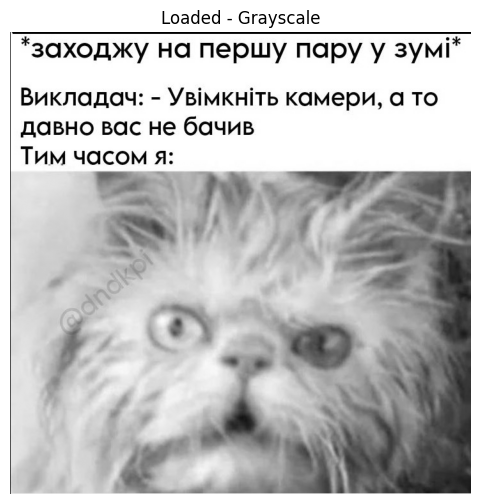 Loaded - Grayscale
*заходжу на першу пару у зумі*
Викладач: - Увімкніть камери, а то
давно вас не бачив
Тим часом я:
@dndkpi